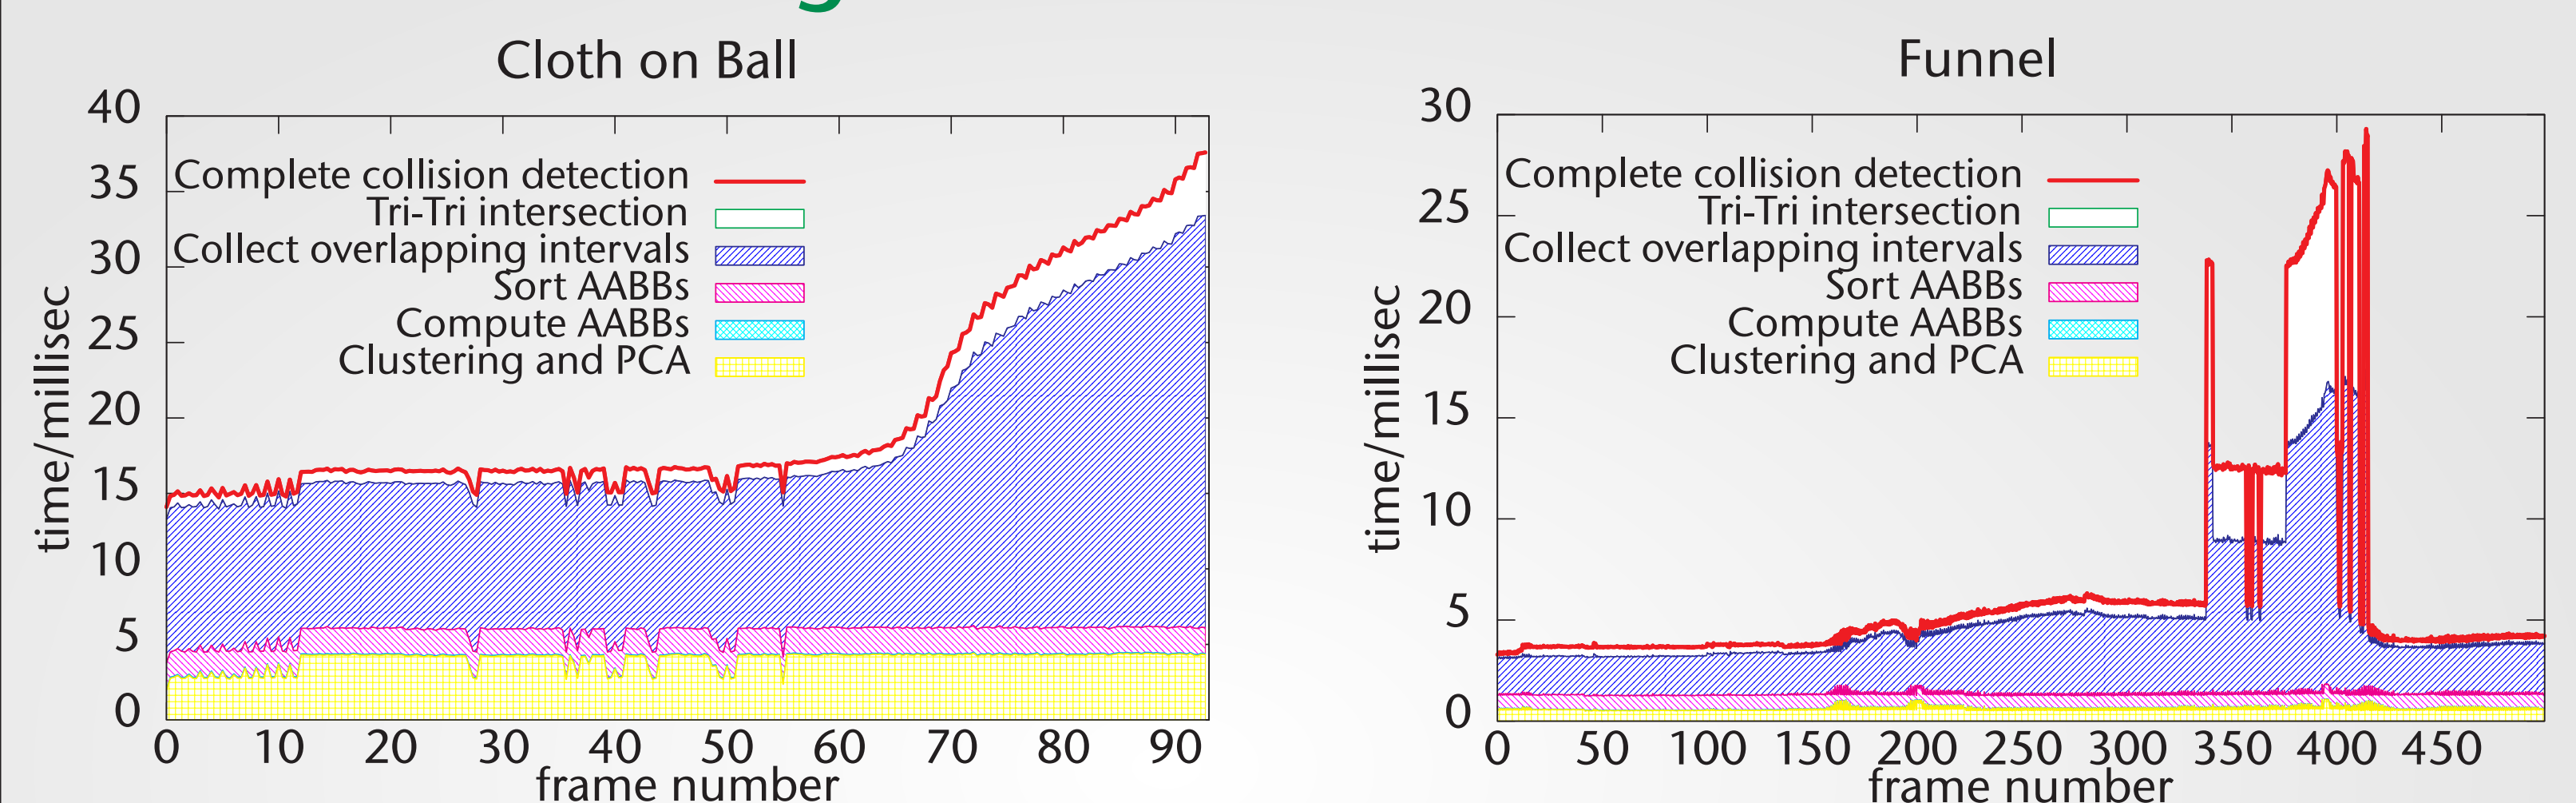 Cloth on Ball
40
35
30
25
20
15
10
5
0
time/millisec
Complete collision detection
Tri-Tri intersection
Collect overlapping intervals
Sort AABBs
Compute AABBs
Clustering and PCA
0 10 20 30 40 50 60 70 80 90
frame number
Funnel
30
25
20
15
10
5
0
time/millisec
Complete collision detection
Tri-Tri intersection
Collect overlapping intervals
Sort AABBs
Compute AABBs
Clustering and PCA
0 50 100 150 200 250 300 350 400 450
frame number